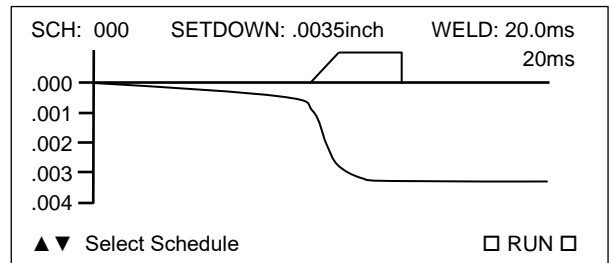 SCH: 000 SETDOWN: .0035inch WELD: 20.0ms
20ms
.000
.001
.002
.003
.004
▲▼ Select Schedule □ RUN □